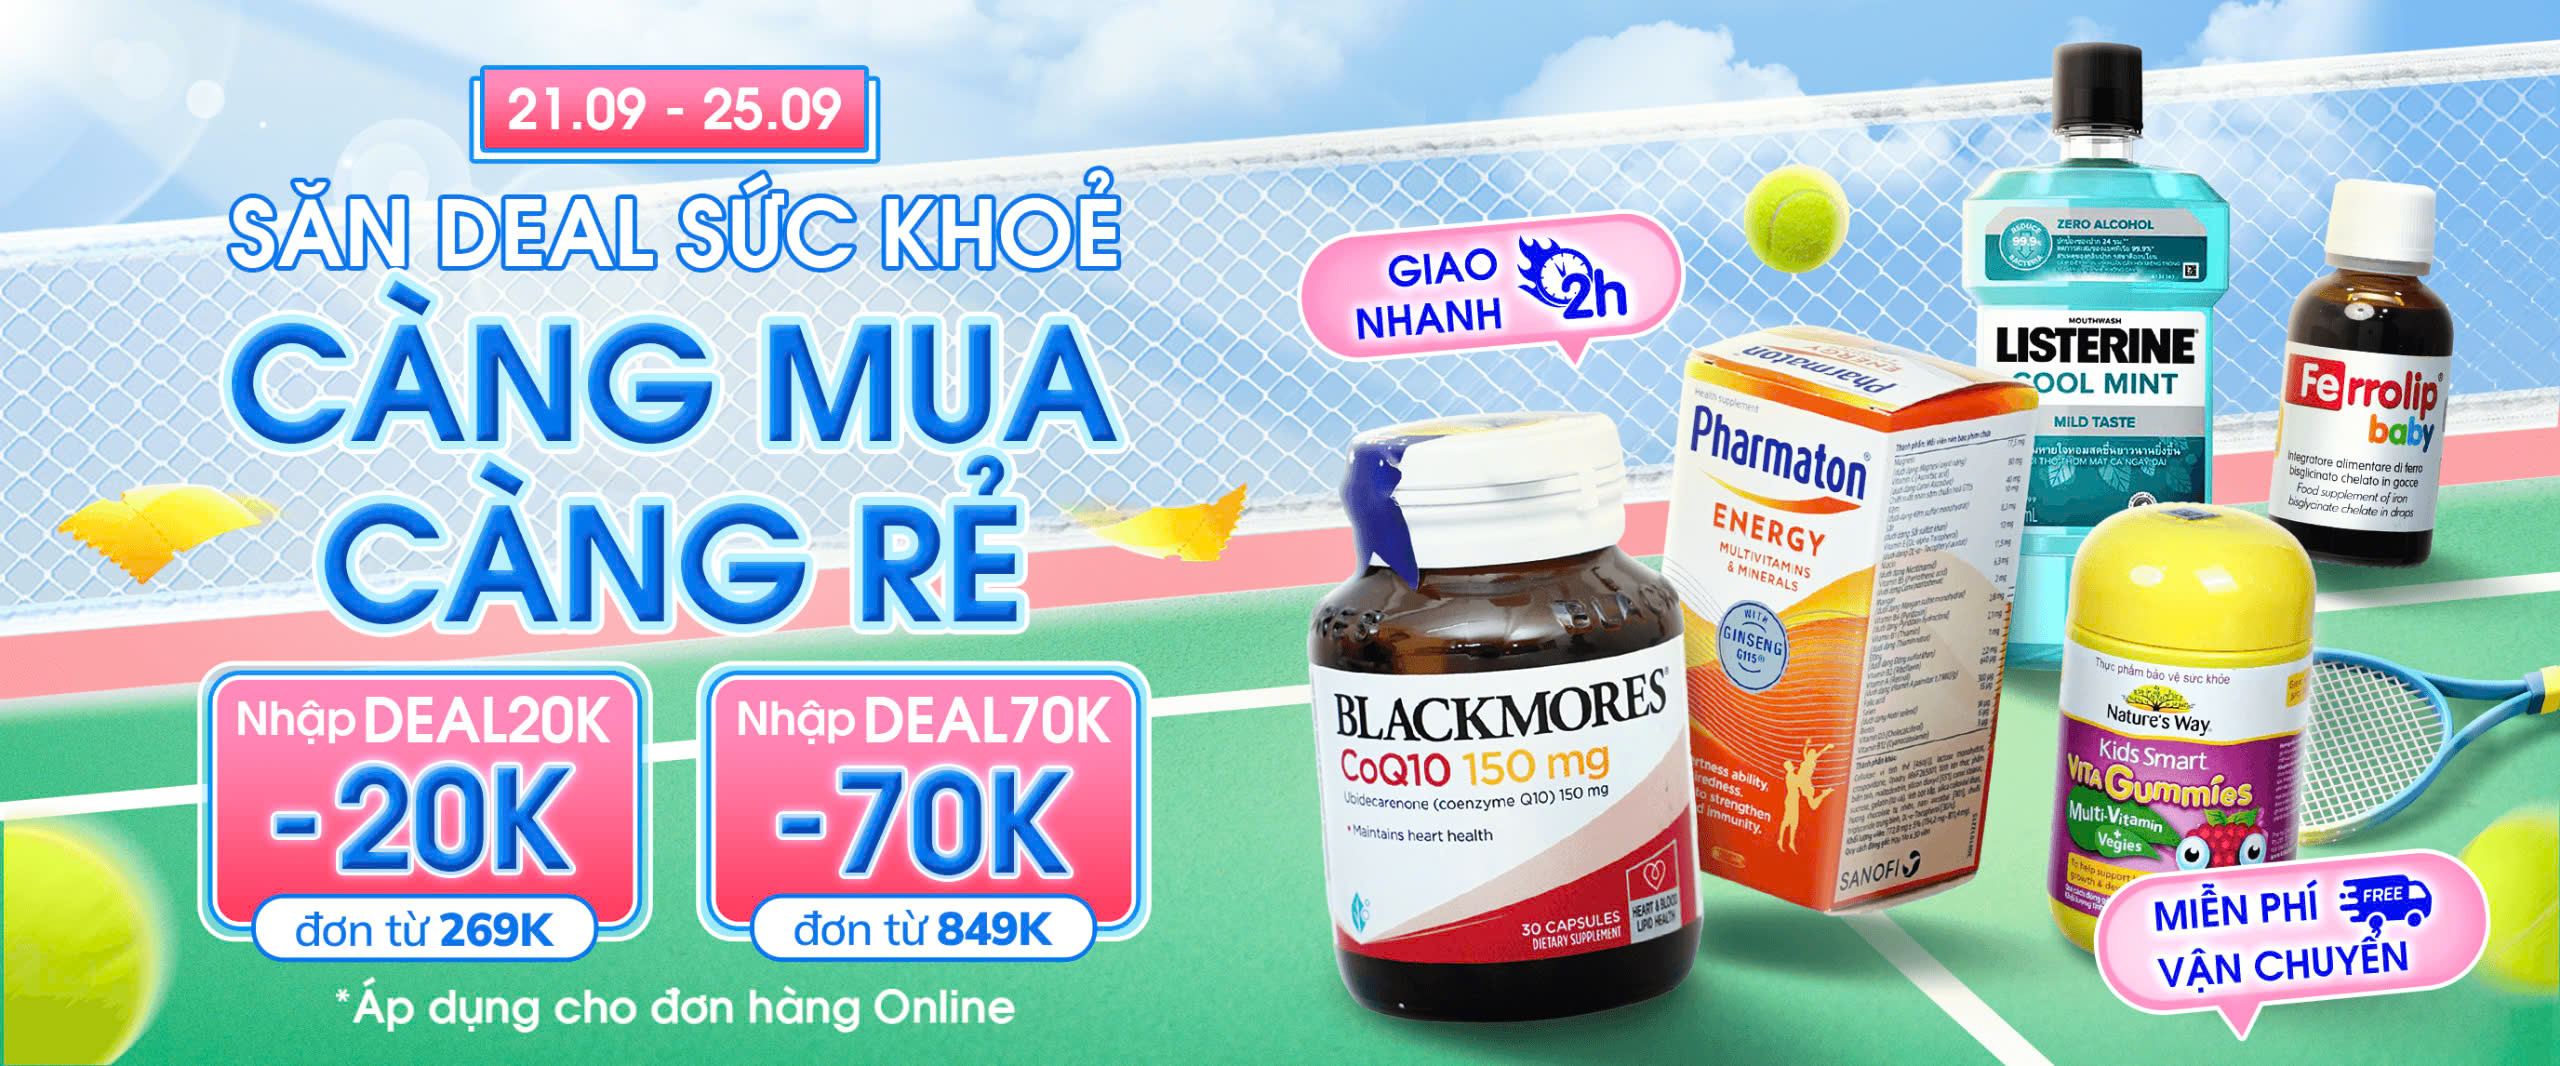 21.09 - 25.09
SĂN DEAL SỨC KHOẺ
CÀNG MUA
CÀNG RẺ
Nhập DEAL20K
-20K
đơn từ 269K
Nhập DEAL70K
-70K
đơn từ 849K
*Áp dụng cho đơn hàng Online
GIAO
NHANH
2h
BLACKMORES®
CoQ10 150 mg
Ubidecarenone (coenzyme Q10) 150 mg
• Maintains heart health
30 CAPSULES
DIETARY SUPPLEMENT
HEART & BLOOD
LIPID HEALTH
Pharmaton
ENERGY
Health supplement
Pharmaton®
ENERGY
MULTIVITAMINS
& MINERALS
WITH
GINSENG
G115®
SANOFI
ZERO ALCOHOL
REDUCE
99.9%
BACTERIA
MOUTHWASH
LISTERINE®
COOL MINT
MILD TASTE
Ferrolip®
baby
Integratore alimentare di ferro
bisglicinato chelato in gocce
Food supplement of iron
bisglycinate chelate in drops
Thực phẩm bảo vệ sức khỏe
Nature's Way
Kids Smart
VITA Gummies
Multi-Vitamin
+
Vegies
MIỄN PHÍ
FREE
VẬN CHUYỂN